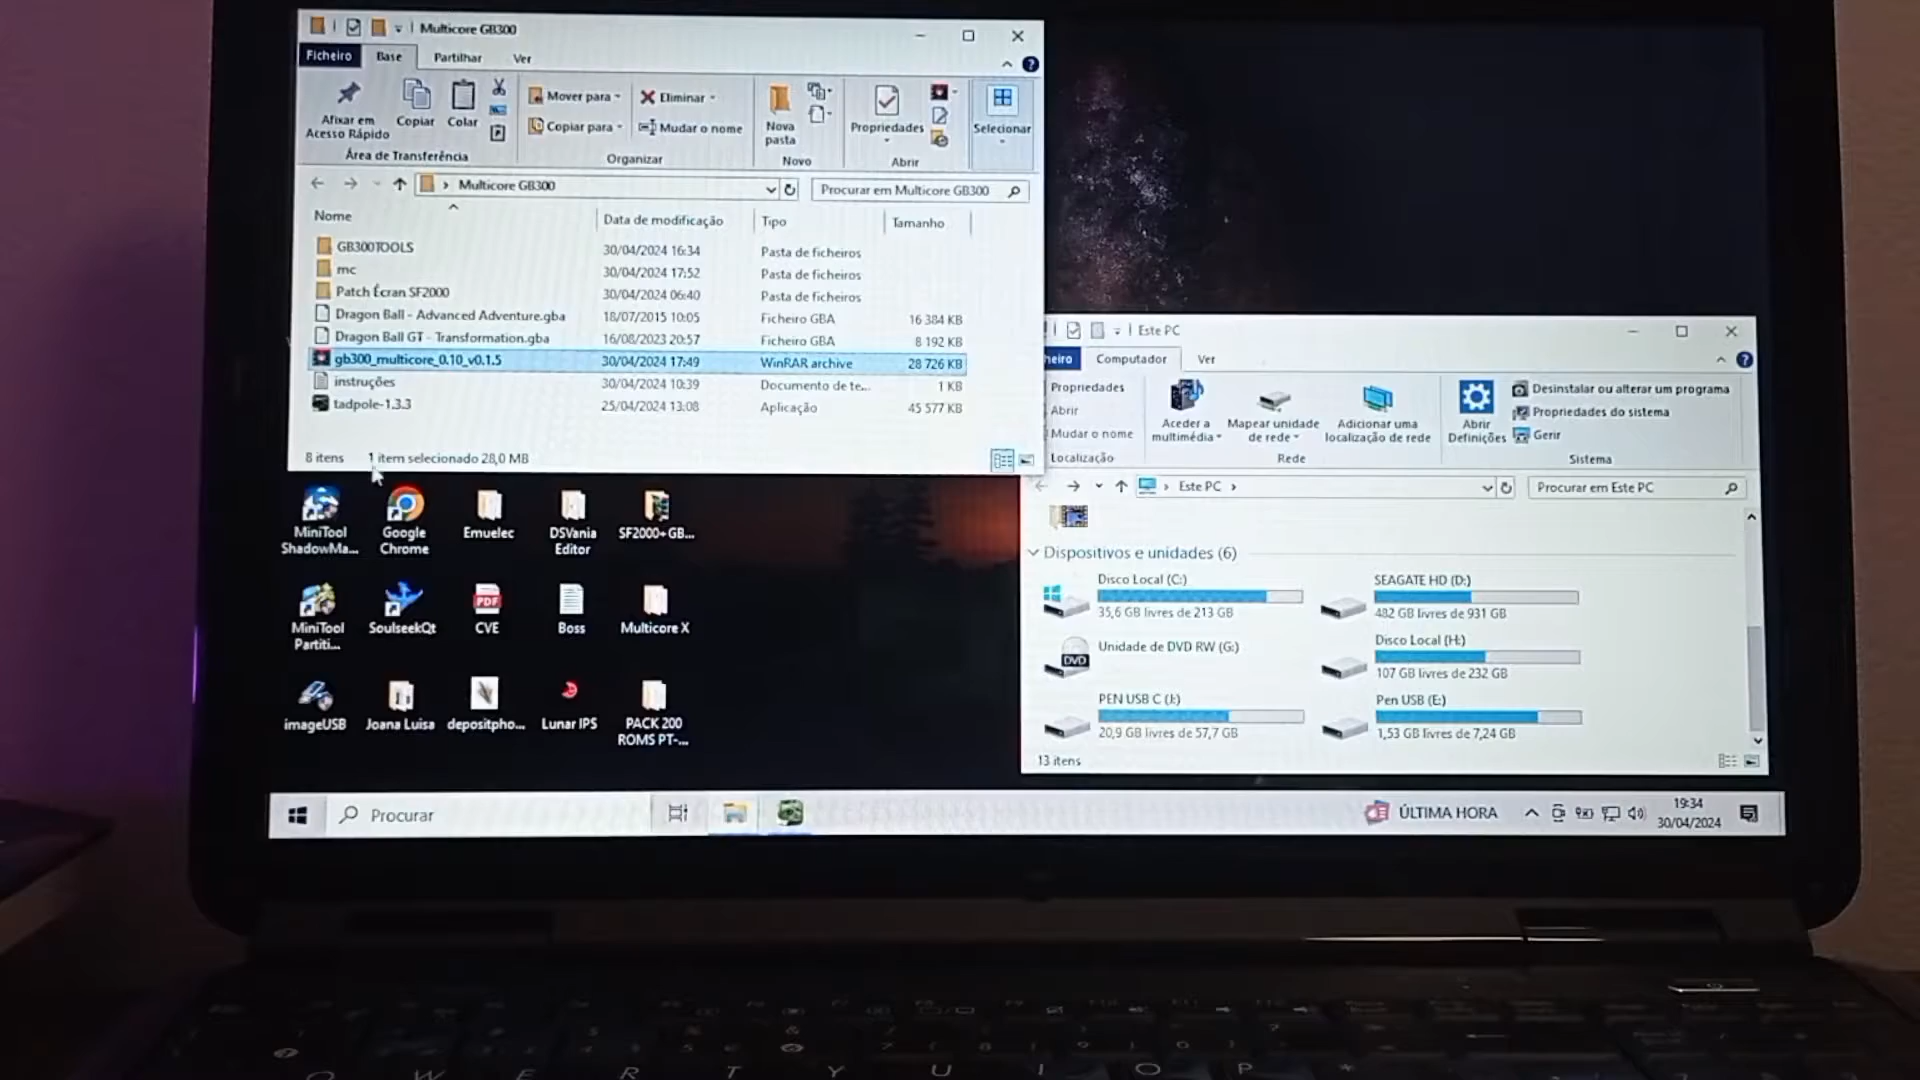 Multicore GB300
Ficheiro Base Partilhar Ver
Afixar em Acesso Rápido
Copiar
Colar
Mover para
Copiar para
Eliminar
Mudar o nome
Nova pasta
Propriedades
Selecionar
Área de Transferência
Organizar
Novo
Abrir
Multicore GB300
Procurar em Multicore GB300
Nome Data de modificação Tipo Tamanho
GB300TOOLS 30/04/2024 16:34 Pasta de ficheiros
mc 30/04/2024 17:52 Pasta de ficheiros
Patch Écran SF2000 30/04/2024 06:40 Pasta de ficheiros
Dragon Ball - Advanced Adventure.gba 18/07/2015 10:05 Ficheiro GBA 16 384 KB
Dragon Ball GT - Transformation.gba 16/08/2023 20:57 Ficheiro GBA 8 192 KB
gb300_multicore_0.10_v0.1.5 30/04/2024 17:49 WinRAR archive 28 726 KB
instruções 30/04/2024 10:39 Documento de te... 1 KB
tadpole-1.3.3 25/04/2024 13:08 Aplicação 45 577 KB
8 itens 1 item selecionado 28,0 MB
Este PC
heiro Computador Ver
Propriedades
Abrir
Mudar o nome
Localização
Aceder a multimédia
Mapear unidade de rede
Adicionar uma localização de rede
Rede
Abrir Definições
Desinstalar ou alterar um programa
Propriedades do sistema
Gerir
Sistema
Este PC
Procurar em Este PC
Dispositivos e unidades (6)
Disco Local (C:)
35,6 GB livres de 213 GB
SEAGATE HD (D:)
482 GB livres de 931 GB
Unidade de DVD RW (G:)
DVD
Disco Local (H:)
107 GB livres de 232 GB
PEN USB C (I:)
20,9 GB livres de 57,7 GB
Pen USB (E:)
1,53 GB livres de 7,24 GB
13 itens
MiniTool ShadowMa...
Google Chrome
Emuelec
DSVania Editor
SF2000+GB...
MiniTool Partiti...
SoulseekQt
PDF
CVE
Boss
Multicore X
imageUSB
Joana Luisa
depositpho...
Lunar IPS
PACK 200 ROMS PT-...
Procurar
ÚLTIMA HORA
19:34
30/04/2024
W E R T Y U I O P